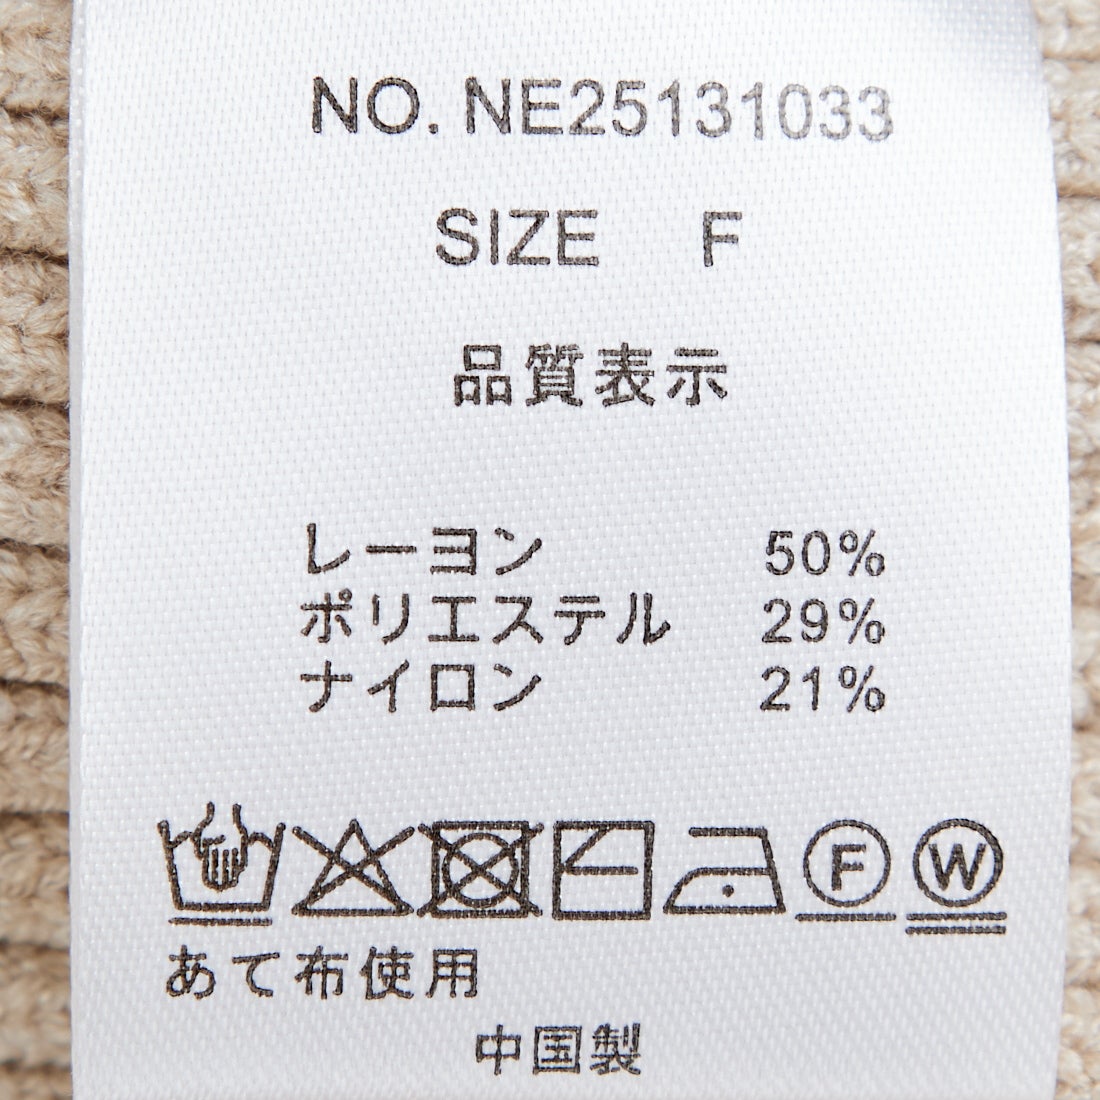 NO. NE25131033
SIZE F
品質表示
レーヨン 50%
ポリエステル 29%
ナイロン 21%
F W
あて布使用
中国製